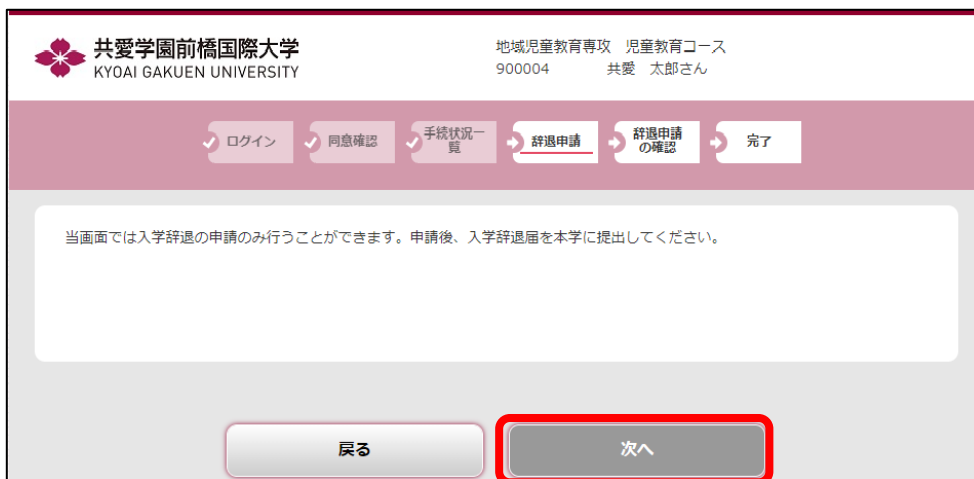 共愛学園前橋国際大学
KYOAI GAKUEN UNIVERSITY
地域児童教育専攻 児童教育コース
900004 共愛 太郎さん
ログイン
同意確認
手続状況一
覧
辞退申請
辞退申請
の確認
完了
当画面では入学辞退の申請のみ行うことができます。申請後、入学辞退届を本学に提出してください。
戻る
次へ